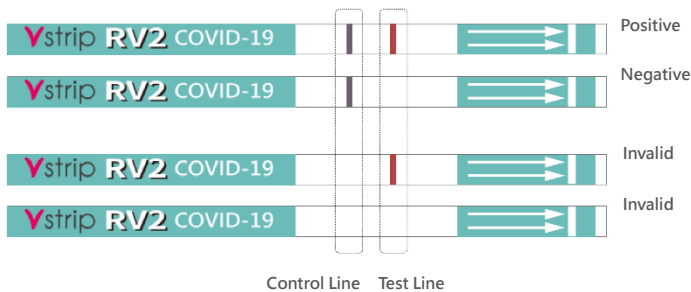 Vstrip RV2 COVID-19 Positive
Vstrip RV2 COVID-19 Negative
Vstrip RV2 COVID-19 Invalid
Vstrip RV2 COVID-19 Invalid
Control Line Test Line